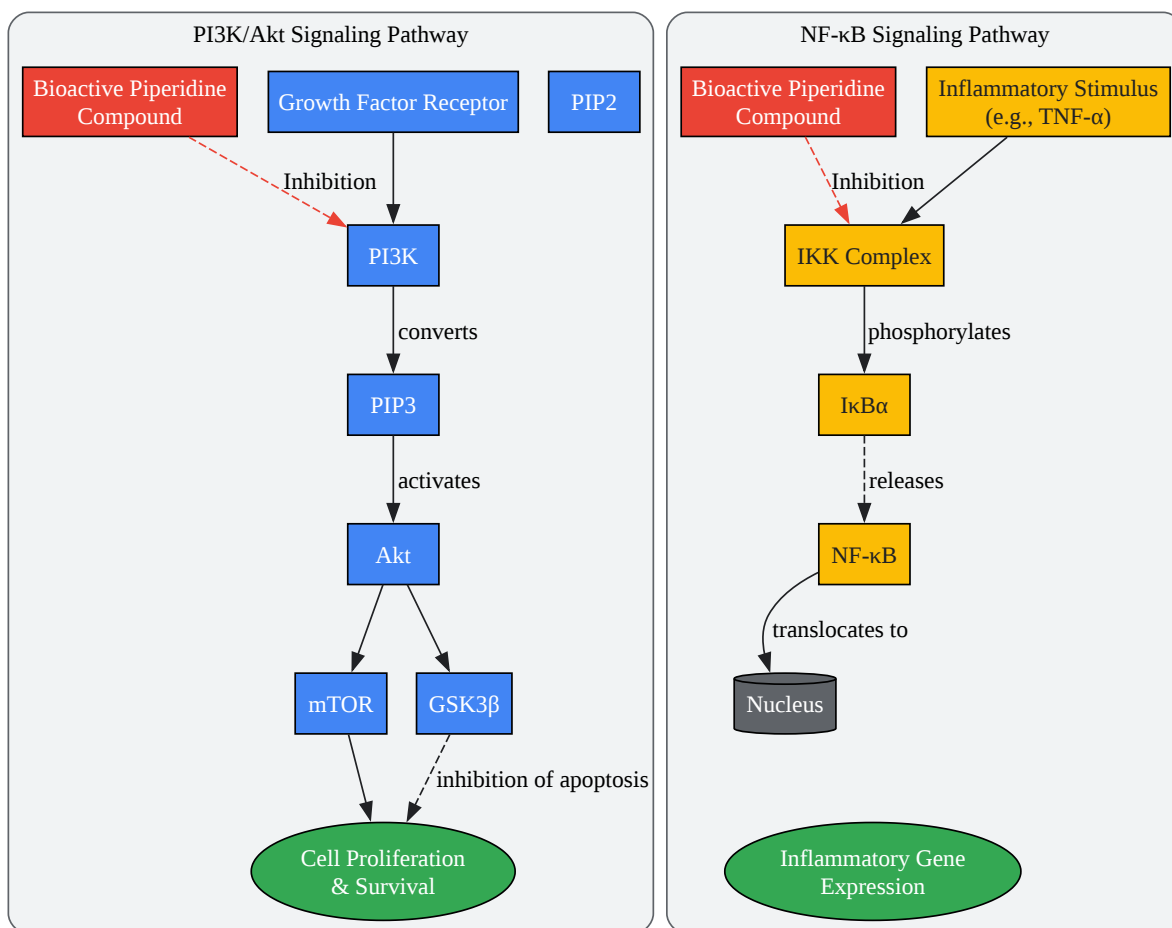 PI3K/Akt Signaling Pathway
Bioactive Piperidine
Compound
Growth Factor Receptor
PIP2
Inhibition
PI3K
converts
PIP3
activates
Akt
mTOR
GSK3β
inhibition of apoptosis
Cell Proliferation
& Survival
NF-κB Signaling Pathway
Bioactive Piperidine
Compound
Inflammatory Stimulus
(e.g., TNF-α)
Inhibition
IKK Complex
phosphorylates
IκBα
releases
NF-κB
translocates to
Nucleus
Inflammatory Gene
Expression